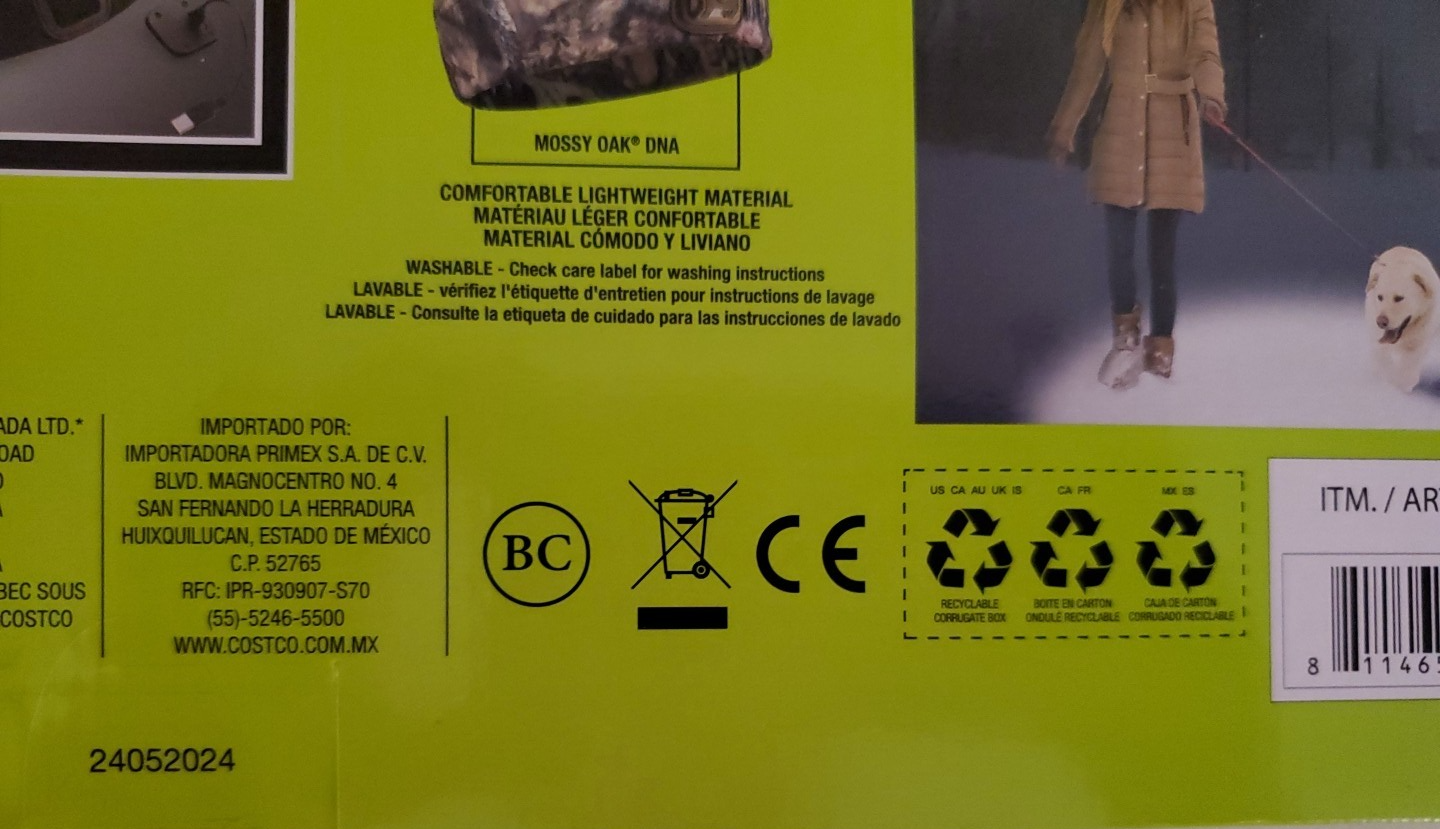 MOSSY OAK® DNA
COMFORTABLE LIGHTWEIGHT MATERIAL
MATÉRIAU LÉGER CONFORTABLE
MATERIAL CÓMODO Y LIVIANO
WASHABLE - Check care label for washing instructions
LAVABLE - vérifiez l'étiquette d'entretien pour instructions de lavage
LAVABLE - Consulte la etiqueta de cuidado para las instrucciones de lavado
ADA LTD.*
OAD
BEC SOUS
COSTCO
IMPORTADO POR:
IMPORTADORA PRIMEX S.A. DE C.V.
BLVD. MAGNOCENTRO NO. 4
SAN FERNANDO LA HERRADURA
HUIXQUILUCAN, ESTADO DE MÉXICO
C.P. 52765
RFC: IPR-930907-S70
(55)-5246-5500
WWW.COSTCO.COM.MX
BC
CE
US CA AU UK IS
RECYCLABLE
CORRUGATE BOX
CA FR
BOITE EN CARTON
ONDULÉ RECYCLABLE
MX ES
CAJA DE CARTÓN
CORRUGADO RECICLABLE
ITM. / AR
8 11465
24052024